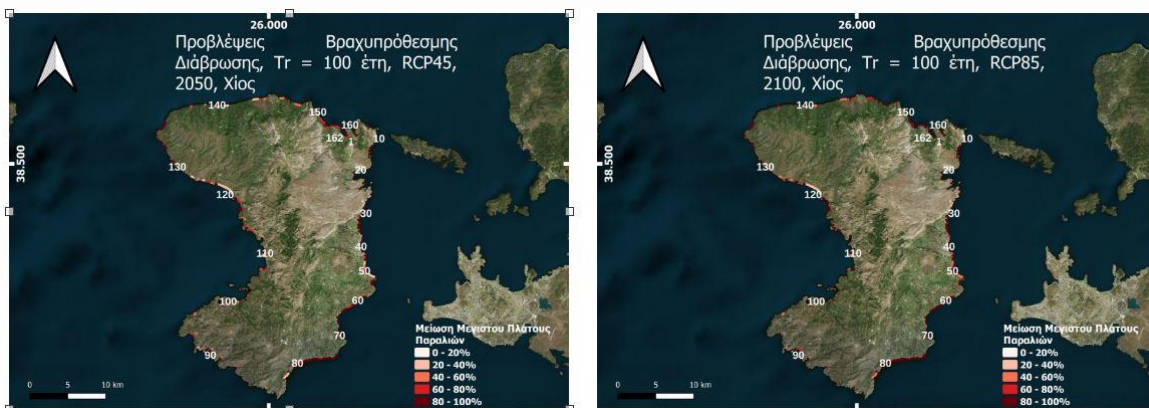 26.000
Προβλέψεις Βραχυπρόθεσμης
Διάβρωσης, Tr = 100 έτη, RCP45,
2050, Χίος
38.500
140
150
160
162
1
10
130
20
120
30
40
110
50
100
60
70
90
80
Μείωση Μεγιστου Πλάτους
Παραλιών
0 - 20%
20 - 40%
40 - 60%
60 - 80%
80 - 100%
0 5 10 km
26.000
Προβλέψεις Βραχυπρόθεσμης
Διάβρωσης, Tr = 100 έτη, RCP85,
2100, Χίος
38.500
140
150
160
162
1
10
130
20
120
30
40
110
50
100
60
70
90
80
Μείωση Μεγιστου Πλάτους
Παραλιών
0 - 20%
20 - 40%
40 - 60%
60 - 80%
80 - 100%
0 5 10 km